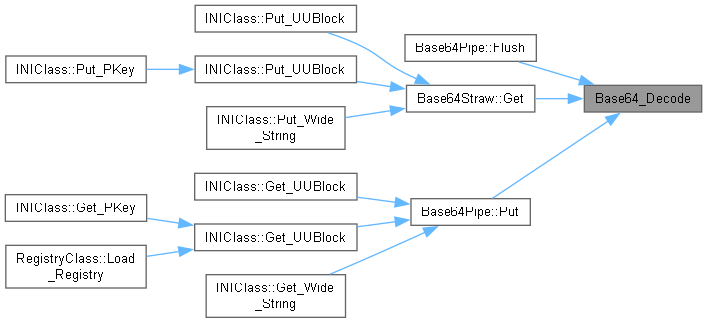 INIClass::Put_UUBlock
Base64Pipe::Flush
INIClass::Put_PKey
INIClass::Put_UUBlock
Base64Straw::Get
Base64_Decode
INIClass::Put_Wide
_String
INIClass::Get_UUBlock
INIClass::Get_PKey
Base64Pipe::Put
INIClass::Get_UUBlock
RegistryClass::Load
_Registry
INIClass::Get_Wide
_String